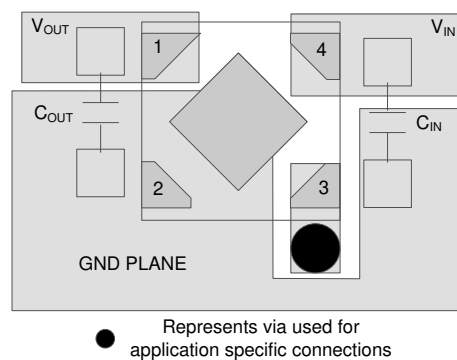 VOUT
1
4
VIN
COUT
CIN
2
3
GND PLANE
Represents via used for
application specific connections